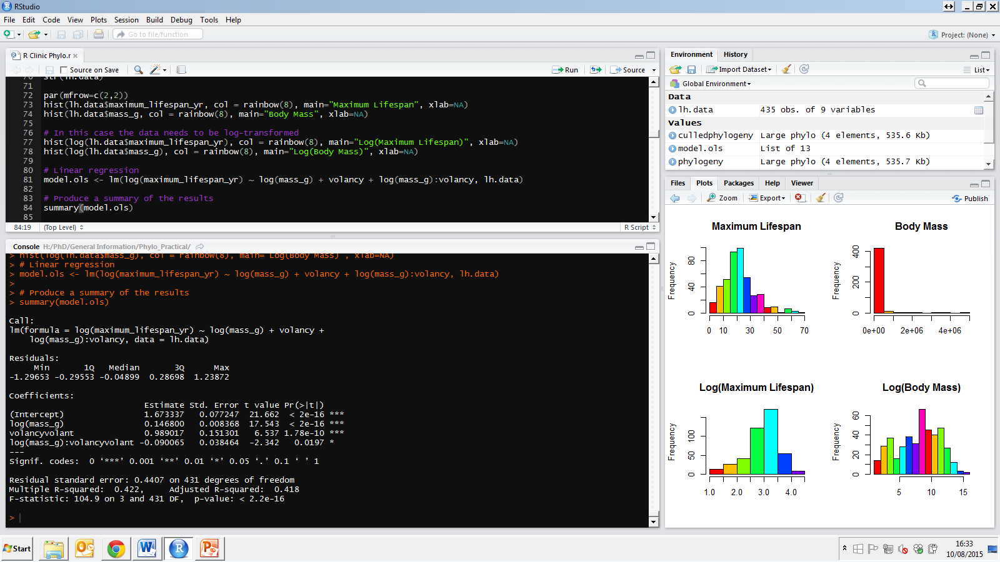 RStudio
File Edit Code View Plots Session Build Debug Tools Help
Go to file/function
Project: (None)
R Clinic Phylo.r
Source on Save
Run
Source
70 str(lh.data)
71
72 par(mfrow=c(2,2))
73 hist(lh.data$maximum_lifespan_yr, col = rainbow(8), main="Maximum Lifespan", xlab=NA)
74 hist(lh.data$mass_g, col = rainbow(8), main="Body Mass", xlab=NA)
75
76 # In this case the data needs to be log-transformed
77 hist(log(lh.data$maximum_lifespan_yr), col = rainbow(8), main="Log(Maximum Lifespan)", xlab=NA)
78 hist(log(lh.data$mass_g), col = rainbow(8), main="Log(Body Mass)", xlab=NA)
79
80 # Linear regression
81 model.ols <- lm(log(maximum_lifespan_yr) ~ log(mass_g) + volancy + log(mass_g):volancy, lh.data)
82
83 # Produce a summary of the results
84 summary(model.ols)
85
84:19 (Top Level) R Script
Console H:/PhD/General Information/Phylo_Practical/
> hist(log(lh.data$mass_g), col = rainbow(8), main="Log(Body Mass)", xlab=NA)
> # Linear regression
> model.ols <- lm(log(maximum_lifespan_yr) ~ log(mass_g) + volancy + log(mass_g):volancy, lh.data)
>
> # Produce a summary of the results
> summary(model.ols)
Call:
lm(formula = log(maximum_lifespan_yr) ~ log(mass_g) + volancy +
log(mass_g):volancy, data = lh.data)
Residuals:
Min 1Q Median 3Q Max
-1.29653 -0.29553 -0.04899 0.28698 1.23872
Coefficients:
Estimate Std. Error t value Pr(>|t|)
(Intercept) 1.673337 0.077247 21.662 < 2e-16 ***
log(mass_g) 0.146800 0.008368 17.543 < 2e-16 ***
volancyvolant 0.989017 0.151301 6.537 1.78e-10 ***
log(mass_g):volancyvolant -0.090065 0.038464 -2.342 0.0197 *
---
Signif. codes: 0 ‘***’ 0.001 ‘**’ 0.01 ‘*’ 0.05 ‘.’ 0.1 ‘ ’ 1
Residual standard error: 0.4407 on 431 degrees of freedom
Multiple R-squared: 0.422, Adjusted R-squared: 0.418
F-statistic: 104.9 on 3 and 431 DF, p-value: < 2.2e-16
>
Environment History
Import Dataset
List
Global Environment
Data
lh.data 435 obs. of 9 variables
Values
culledphylogeny Large phylo (4 elements, 535.6 Kb)
model.ols List of 13
phylogeny Large phylo (4 elements, 535.7 Kb)
Files Plots Packages Help Viewer
Zoom Export Publish
Maximum Lifespan
Frequency
0 40 80
0 10 30 50 70
Body Mass
Frequency
0 200 400
0e+00 2e+06 4e+06
Log(Maximum Lifespan)
Frequency
0 50 100
1.0 2.0 3.0 4.0
Log(Body Mass)
Frequency
0 20 40 60
5 10 15
Start
16:33
10/08/2015